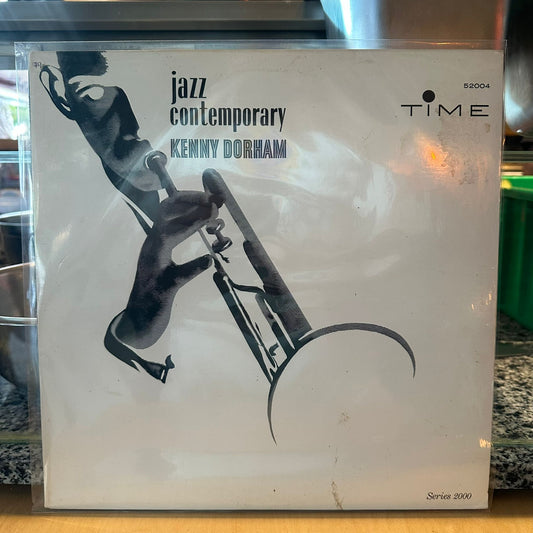 jazz
contemporary
KENNY DORHAM
52004
TIME
Series 2000